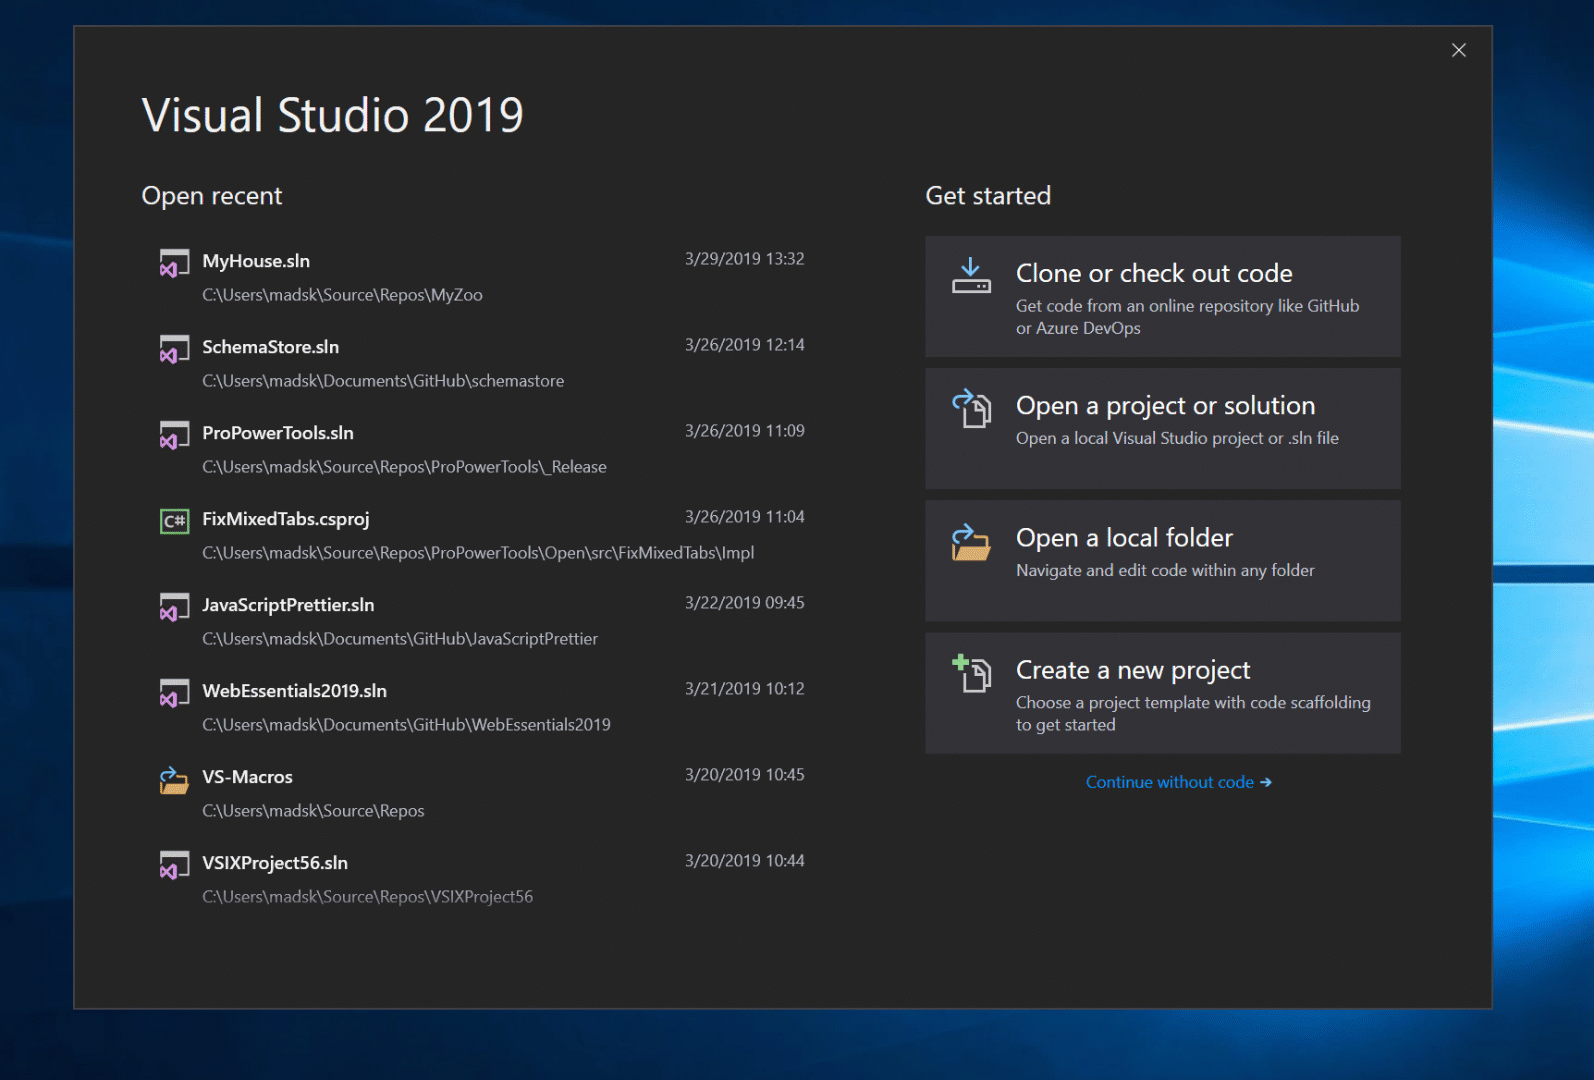 Visual Studio 2019
Open recent
MyHouse.sln 3/29/2019 13:32
C:\Users\madsk\Source\Repos\MyZoo
SchemaStore.sln 3/26/2019 12:14
C:\Users\madsk\Documents\GitHub\schemastore
ProPowerTools.sln 3/26/2019 11:09
C:\Users\madsk\Source\Repos\ProPowerTools\_Release
C# FixMixedTabs.csproj 3/26/2019 11:04
C:\Users\madsk\Source\Repos\ProPowerTools\Open\src\FixMixedTabs\Impl
JavaScriptPrettier.sln 3/22/2019 09:45
C:\Users\madsk\Documents\GitHub\JavaScriptPrettier
WebEssentials2019.sln 3/21/2019 10:12
C:\Users\madsk\Documents\GitHub\WebEssentials2019
VS-Macros 3/20/2019 10:45
C:\Users\madsk\Source\Repos
VSIXProject56.sln 3/20/2019 10:44
C:\Users\madsk\Source\Repos\VSIXProject56
Get started
Clone or check out code
Get code from an online repository like GitHub
or Azure DevOps
Open a project or solution
Open a local Visual Studio project or .sln file
Open a local folder
Navigate and edit code within any folder
Create a new project
Choose a project template with code scaffolding
to get started
Continue without code →